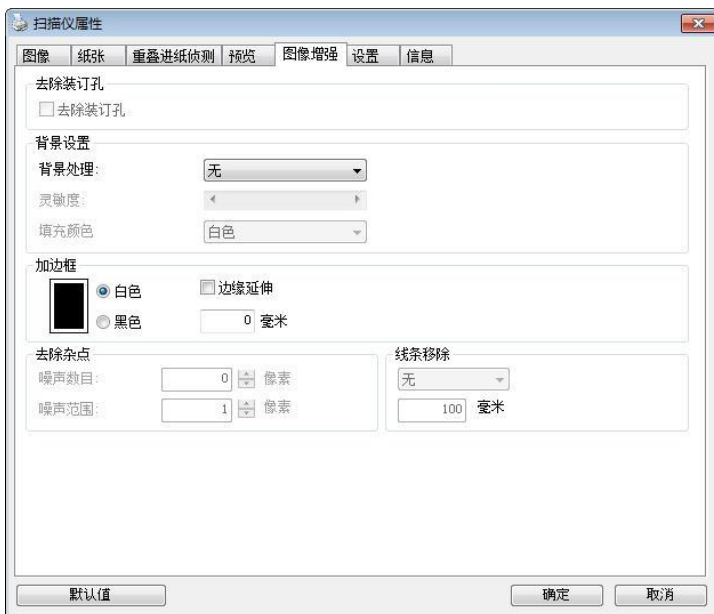 扫描仪属性
图像 纸张 重叠进纸侦测 预览 图像增强 设置 信息
去除装订孔
去除装订孔
背景设置
背景处理: 无
灵敏度:
填充颜色 白色
加边框
白色 边缘延伸
黑色 0 毫米
去除杂点 线条移除
噪声数目: 0 像素 无
噪声范围: 1 像素 100 毫米
默认值 确定 取消